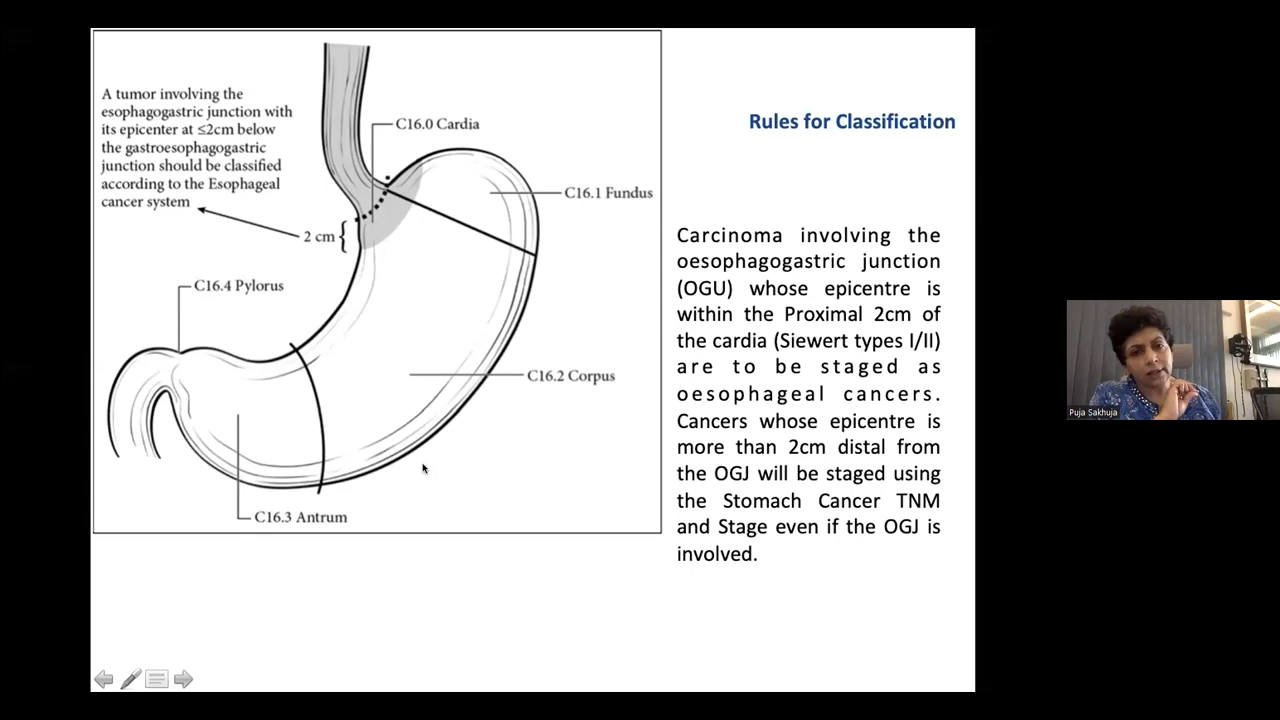 A tumor involving the
esophagogastric junction with
its epicenter at ≤2cm below
the gastroesophagogastric
junction should be classified
according to the Esophageal
cancer system
C16.0 Cardia
C16.1 Fundus
2 cm
C16.4 Pylorus
C16.2 Corpus
C16.3 Antrum
Rules for Classification
Carcinoma involving the
oesophagogastric junction
(OGU) whose epicentre is
within the Proximal 2cm of
the cardia (Siewert types I/II)
are to be staged as
oesophageal cancers.
Cancers whose epicentre is
more than 2cm distal from
the OGJ will be staged using
the Stomach Cancer TNM
and Stage even if the OGJ is
involved.
Puja Sakhuja